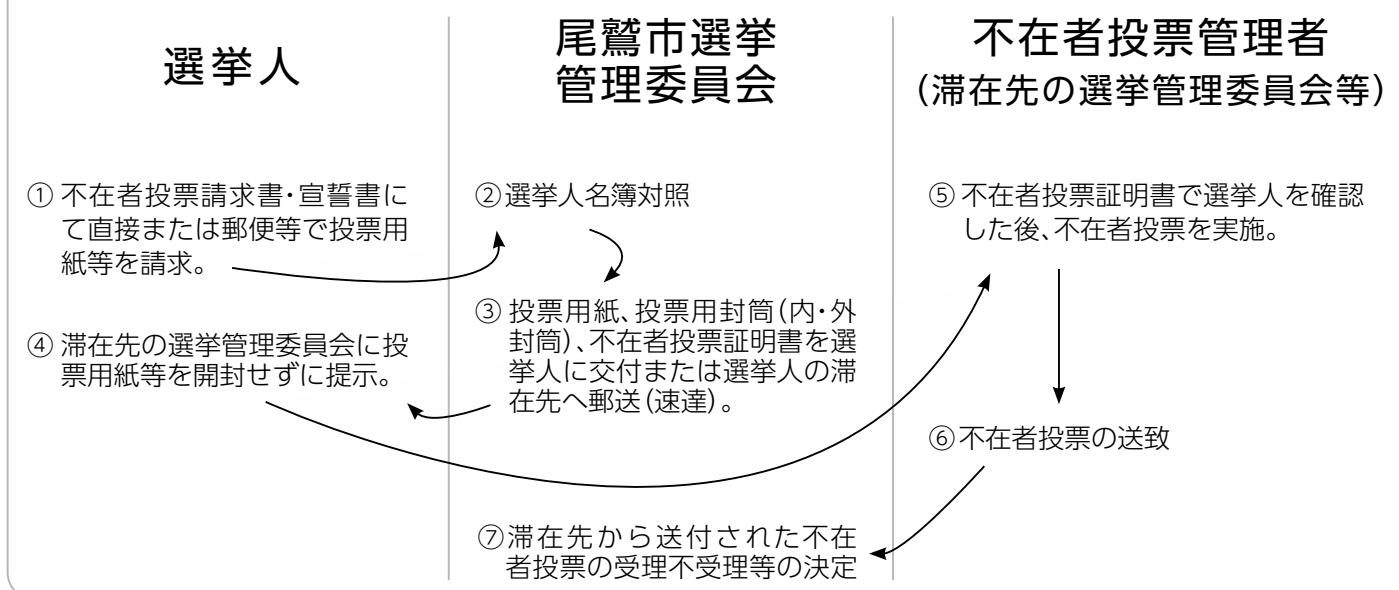 選挙人
尾鷲市選挙
管理委員会
不在者投票管理者
(滞在先の選挙管理委員会等)
① 不在者投票請求書・宣誓書に
て直接または郵便等で投票用
紙等を請求。
②選挙人名簿対照
③ 投票用紙、投票用封筒(内・外
封筒)、不在者投票証明書を選
挙人に交付または選挙人の滞
在先へ郵送(速達)。
④ 滞在先の選挙管理委員会に投
票用紙等を開封せずに提示。
⑤ 不在者投票証明書で選挙人を確認
した後、不在者投票を実施。
⑥不在者投票の送致
⑦滞在先から送付された不在
者投票の受理不受理等の決定